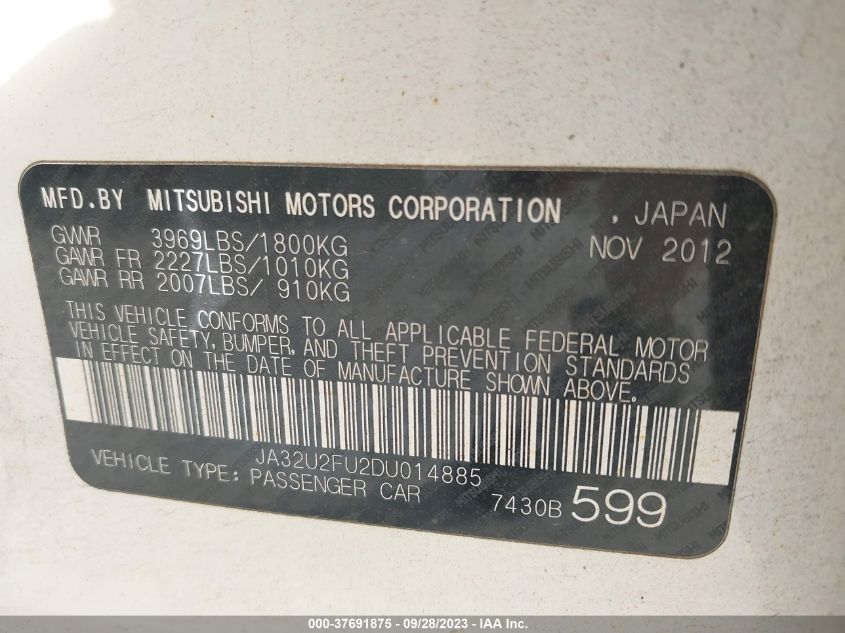 MFD.BY MITSUBISHI MOTORS CORPORATION , JAPAN
GWWR 3969LBS/1800KG NOV 2012
GAWR FR 2227LBS/1010KG
GAWR RR 2007LBS/ 910KG
THIS VEHICLE CONFORMS TO ALL APPLICABLE FEDERAL MOTOR
VEHICLE SAFETY, BUMPER, AND THEFT PREVENTION STANDARDS
IN EFFECT ON THE DATE OF MANUFACTURE SHOWN ABOVE.
JA32U2FU2DU014885
VEHICLE TYPE: PASSENGER CAR
7430B 599
000-37691875 - 09/28/2023 - IAA Inc.